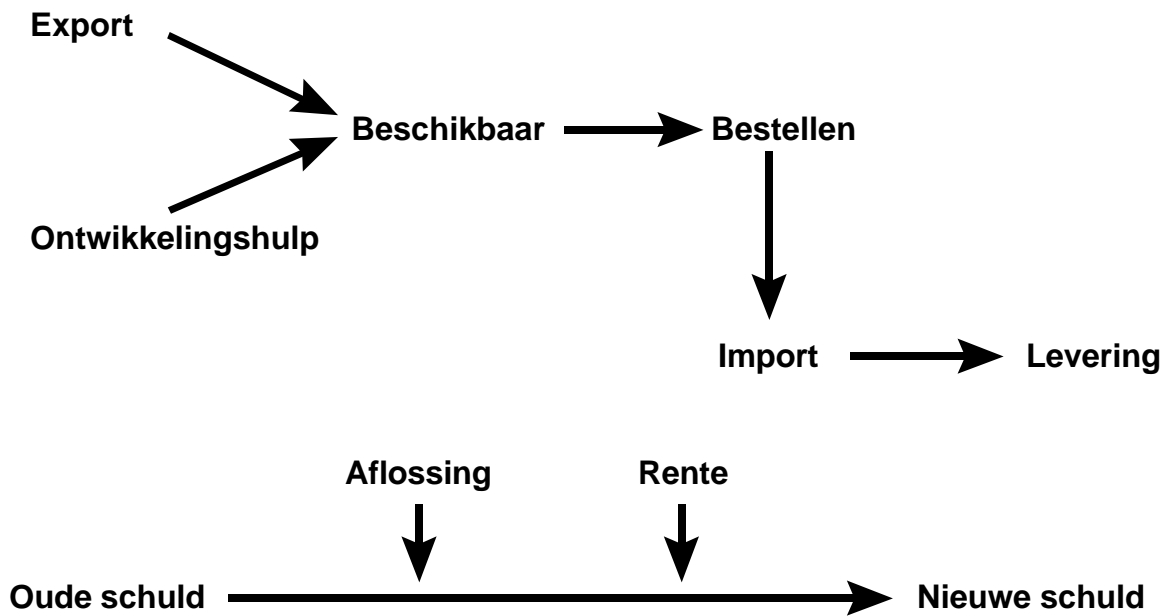 Export
Beschikbaar
Bestellen
Ontwikkelingshulp
Import
Levering
Aflossing
Rente
Oude schuld
Nieuwe schuld